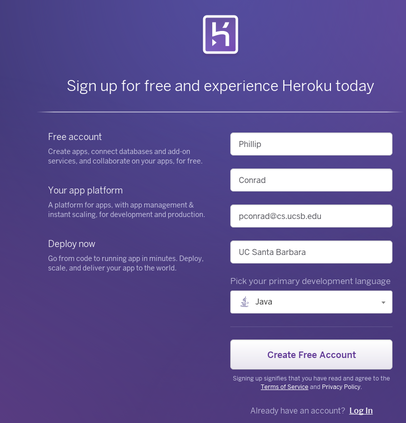 Sign up for free and experience Heroku today
Free account
Create apps, connect databases and add-on
services, and collaborate on your apps, for free.
Your app platform
A platform for apps, with app management &
instant scaling, for development and production.
Deploy now
Go from code to running app in minutes. Deploy,
scale, and deliver your app to the world.
Phillip
Conrad
pconrad@cs.ucsb.edu
UC Santa Barbara
Pick your primary development language
Java
Create Free Account
Signing up signifies that you have read and agree to the
Terms of Service and Privacy Policy.
Already have an account? Log In